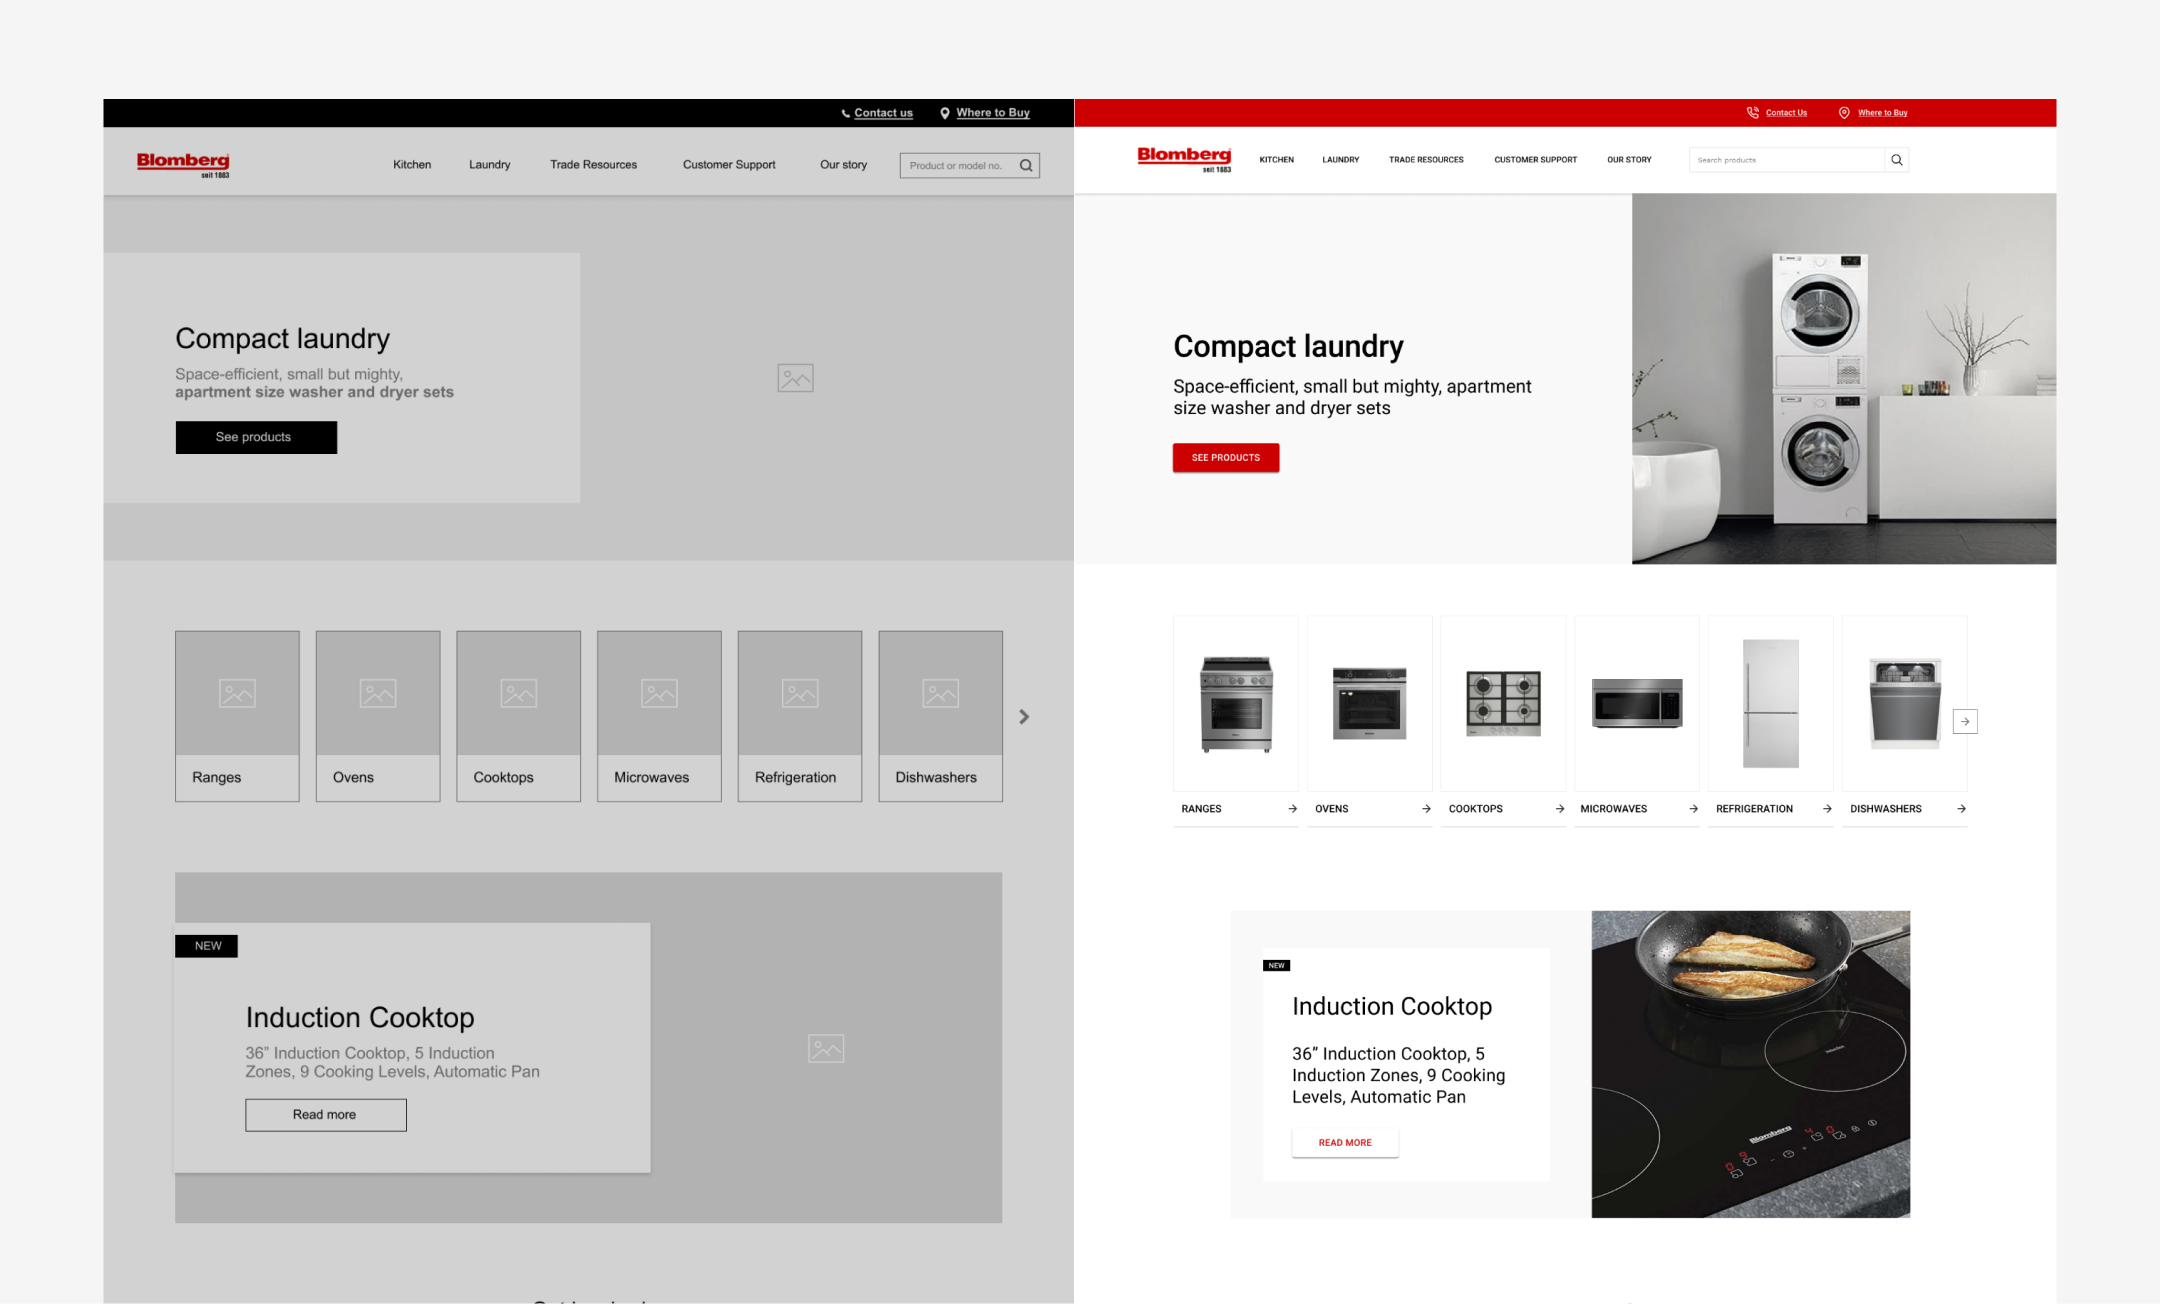 Contact us
Where to Buy
Blomberg
seit 1883
Kitchen
Laundry
Trade Resources
Customer Support
Our story
Product or model no.
Compact laundry
Space-efficient, small but mighty,
apartment size washer and dryer sets
See products
Ranges
Ovens
Cooktops
Microwaves
Refrigeration
Dishwashers
NEW
Induction Cooktop
36” Induction Cooktop, 5 Induction
Zones, 9 Cooking Levels, Automatic Pan
Read more
Contact Us
Where to Buy
Blomberg
seit 1883
KITCHEN
LAUNDRY
TRADE RESOURCES
CUSTOMER SUPPORT
OUR STORY
Search products
Compact laundry
Space-efficient, small but mighty, apartment
size washer and dryer sets
SEE PRODUCTS
RANGES
OVENS
COOKTOPS
MICROWAVES
REFRIGERATION
DISHWASHERS
NEW
Induction Cooktop
36” Induction Cooktop, 5
Induction Zones, 9 Cooking
Levels, Automatic Pan
READ MORE
Blomberg